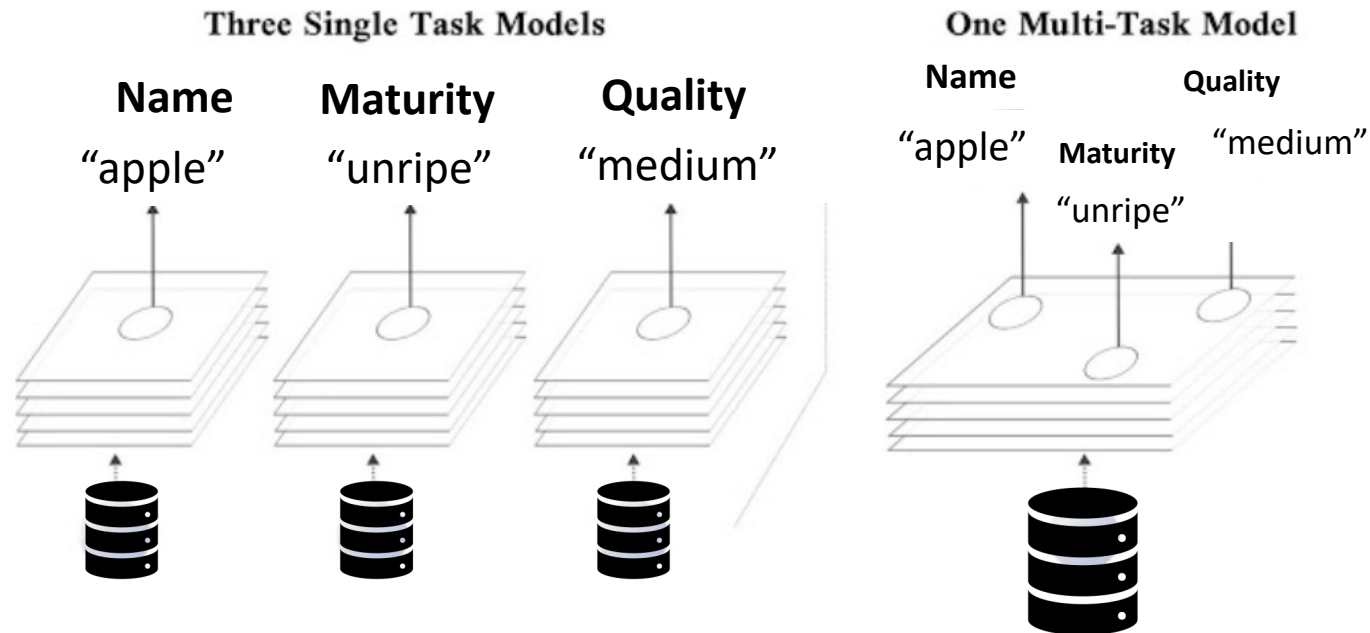 Three Single Task Models
Name
“apple”
Maturity
“unripe”
Quality
“medium”
One Multi-Task Model
Name
“apple”
Maturity
“unripe”
Quality
“medium”